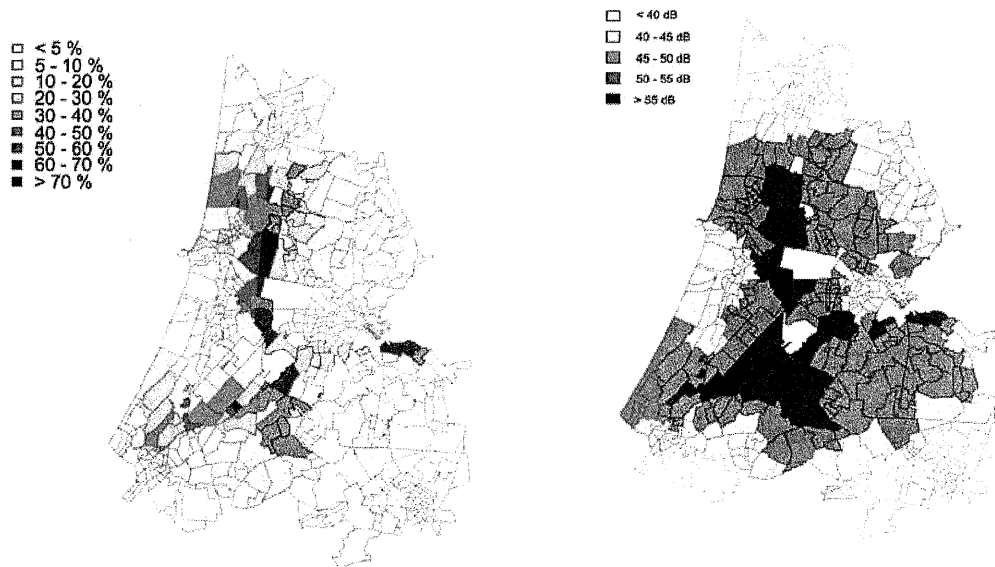 < 5 %
5 - 10 %
10 - 20 %
20 - 30 %
30 - 40 %
40 - 50 %
50 - 60 %
60 - 70 %
> 70 %
< 40 dB
40 - 45 dB
45 - 50 dB
50 - 55 dB
> 55 dB